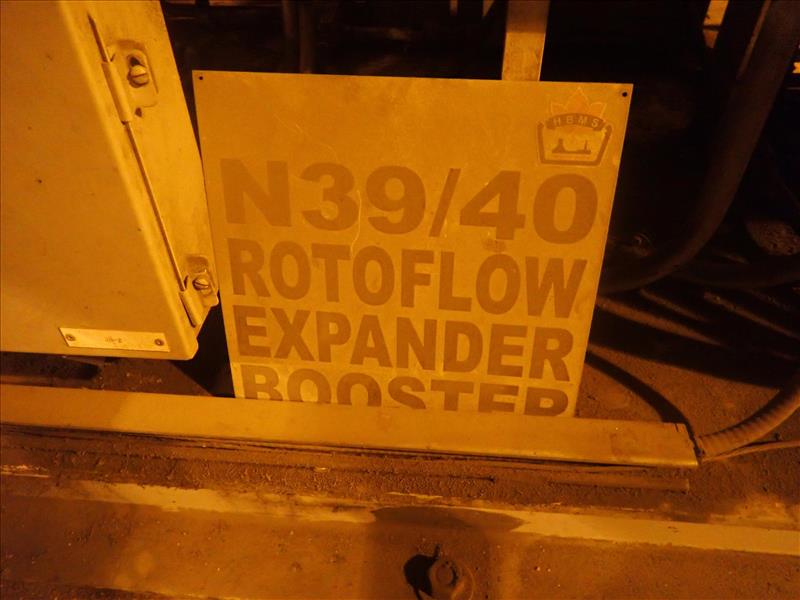 HBMS
N39/40
ROTOFLOW
EXPANDER
BOOSTER